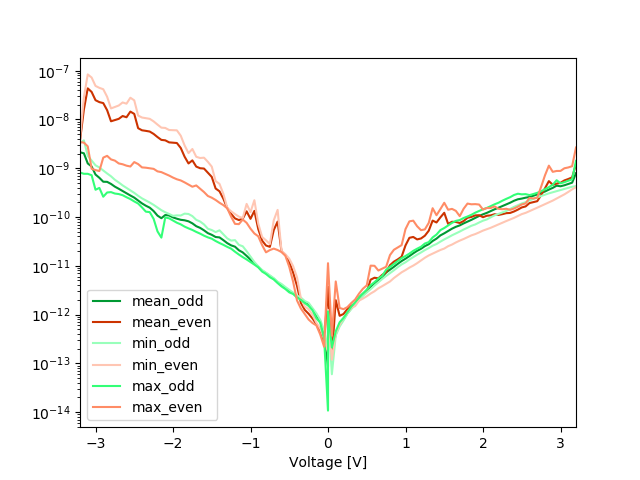 10⁻⁷
10⁻⁸
10⁻⁹
10⁻¹⁰
10⁻¹¹
10⁻¹²
10⁻¹³
10⁻¹⁴
mean_odd
mean_even
min_odd
min_even
max_odd
max_even
−3 −2 −1 0 1 2 3
Voltage [V]